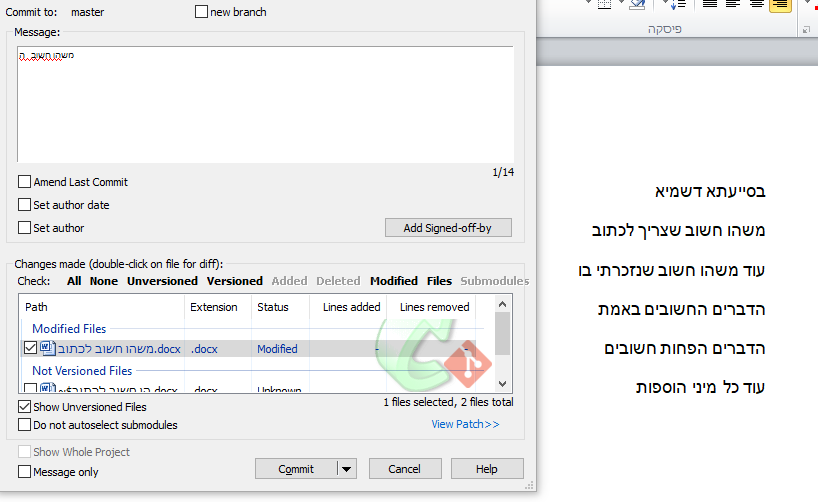 Commit to: master new branch
פיסקה
Message:
משהו חשוב ה
1/14
Amend Last Commit
Set author date
Set author
Add Signed-off-by
Changes made (double-click on file for diff):
Check: All None Unversioned Versioned Added Deleted Modified Files Submodules
Path Extension Status Lines added Lines removed
Modified Files
משהו חשוב לכתוב.docx .docx Modified - -
Not Versioned Files
~$הו חשוב לכתוב.docx .docx Unknown
Show Unversioned Files
1 files selected, 2 files total
Do not autoselect submodules
View Patch>>
Show Whole Project
Message only
Commit Cancel Help
בסייעתא דשמיא
משהו חשוב שצריך לכתוב
עוד משהו חשוב שנזכרתי בו
הדברים החשובים באמת
הדברים הפחות חשובים
עוד כל מיני הוספות